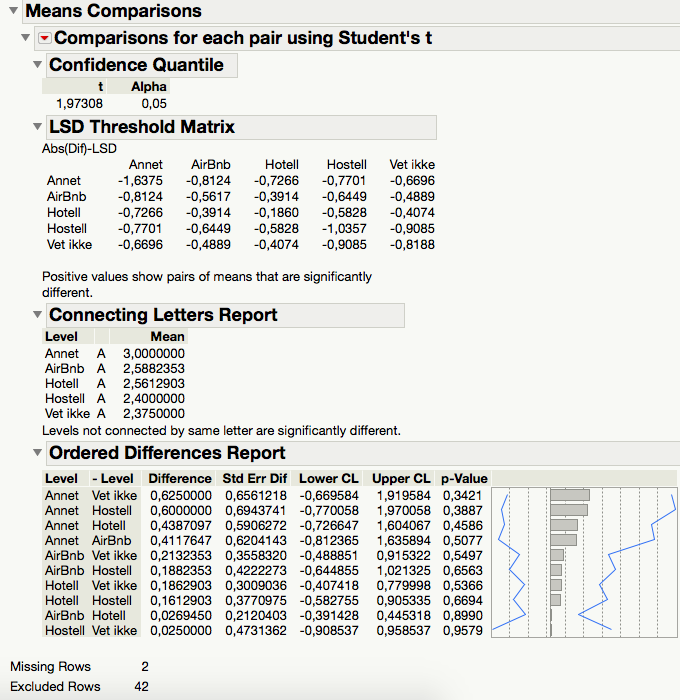 Means Comparisons
Comparisons for each pair using Student's t
Confidence Quantile
t Alpha
1,97308 0,05
LSD Threshold Matrix
Abs(Dif)-LSD
Annet AirBnb Hotell Hostell Vet ikke
Annet -1,6375 -0,8124 -0,7266 -0,7701 -0,6696
AirBnb -0,8124 -0,5617 -0,3914 -0,6449 -0,4889
Hotell -0,7266 -0,3914 -0,1860 -0,5828 -0,4074
Hostell -0,7701 -0,6449 -0,5828 -1,0357 -0,9085
Vet ikke -0,6696 -0,4889 -0,4074 -0,9085 -0,8188
Positive values show pairs of means that are significantly
different.
Connecting Letters Report
Level Mean
Annet A 3,0000000
AirBnb A 2,5882353
Hotell A 2,5612903
Hostell A 2,4000000
Vet ikke A 2,3750000
Levels not connected by same letter are significantly different.
Ordered Differences Report
Level - Level Difference Std Err Dif Lower CL Upper CL p-Value
Annet Vet ikke 0,6250000 0,6561218 -0,669584 1,919584 0,3421
Annet Hostell 0,6000000 0,6943741 -0,770058 1,970058 0,3887
Annet Hotell 0,4387097 0,5906272 -0,726647 1,604067 0,4586
Annet AirBnb 0,4117647 0,6204143 -0,812365 1,635894 0,5077
AirBnb Vet ikke 0,2132353 0,3558320 -0,488851 0,915322 0,5497
AirBnb Hostell 0,1882353 0,4222273 -0,644855 1,021325 0,6563
Hotell Vet ikke 0,1862903 0,3009036 -0,407418 0,779998 0,5366
Hotell Hostell 0,1612903 0,3770975 -0,582755 0,905335 0,6694
AirBnb Hotell 0,0269450 0,2120403 -0,391428 0,445318 0,8990
Hostell Vet ikke 0,0250000 0,4731362 -0,908537 0,958537 0,9579
Missing Rows 2
Excluded Rows 42